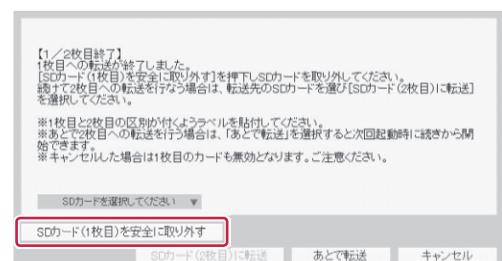 【1/2枚目終了】
1枚目への転送が終了しました。
[SDカード(1枚目)を安全に取り外す]を押下しSDカードを取り外してください。
続けて2枚目への転送を行なう場合は、転送先のSDカードを選び[SDカード(2枚目)に転送]
を選択してください。
※1枚目と2枚目の区別が付くようラベルを貼付してください。
※あとで2枚目への転送を行う場合は、「あとで転送」を選択すると次回起動時に続きから開
始できます。
※キャンセルした場合は1枚目のカードも無効となります。ご注意ください。
SDカードを選択してください ▼
SDカード(1枚目)を安全に取り外す
SDカード(2枚目)に転送 あとで転送 キャンセル